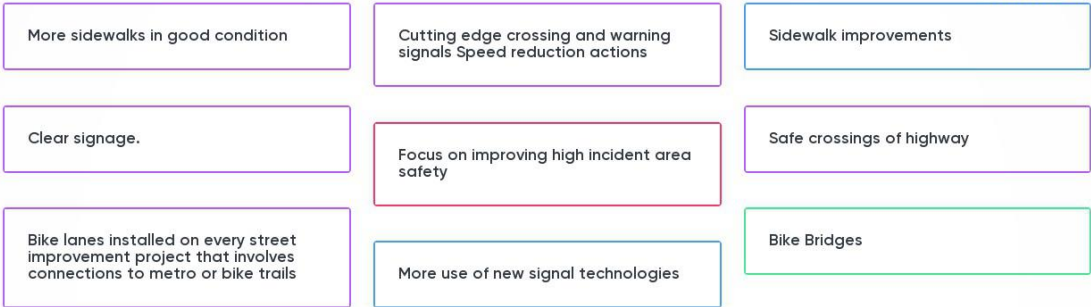 More sidewalks in good condition
Clear signage.
Bike lanes installed on every street
improvement project that involves
connections to metro or bike trails
Cutting edge crossing and warning
signals Speed reduction actions
Focus on improving high incident area
safety
More use of new signal technologies
Sidewalk improvements
Safe crossings of highway
Bike Bridges